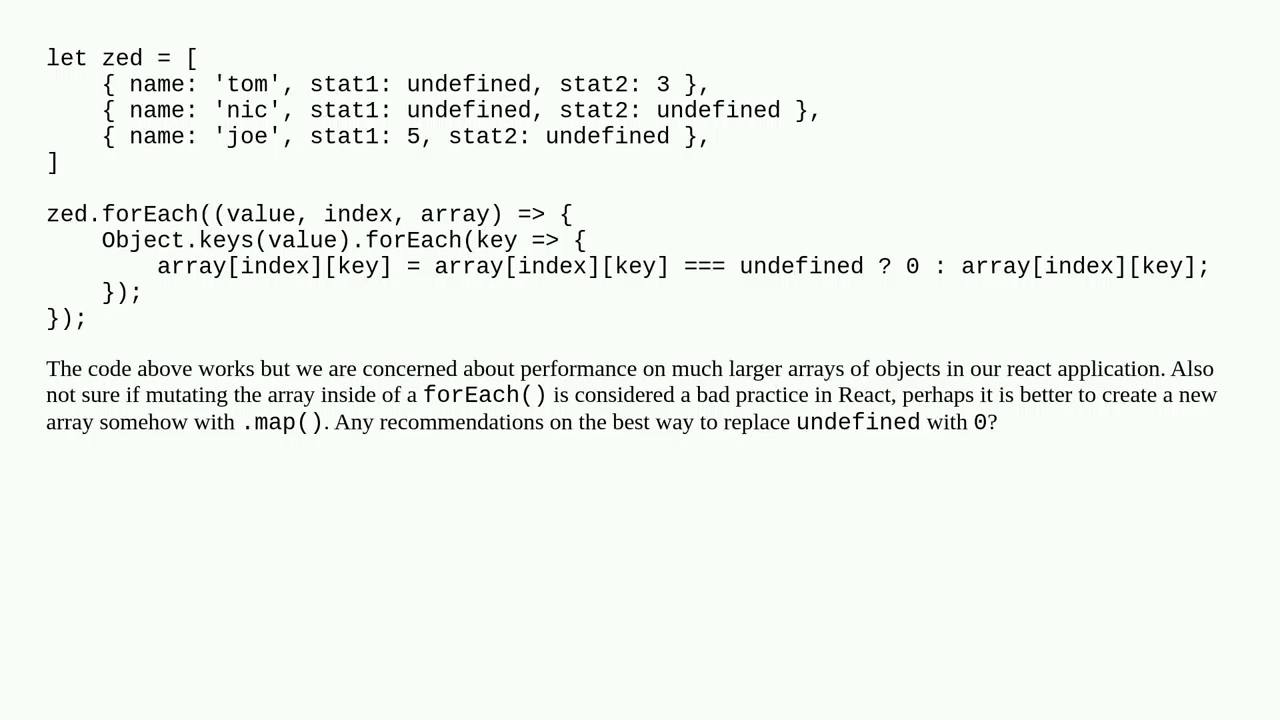 let zed = [
    { name: 'tom', stat1: undefined, stat2: 3 },
    { name: 'nic', stat1: undefined, stat2: undefined },
    { name: 'joe', stat1: 5, stat2: undefined },
]

zed.forEach((value, index, array) => {
    Object.keys(value).forEach(key => {
        array[index][key] = array[index][key] === undefined ? 0 : array[index][key];
    });
});

The code above works but we are concerned about performance on much larger arrays of objects in our react application. Also
not sure if mutating the array inside of a forEach() is considered a bad practice in React, perhaps it is better to create a new
array somehow with .map(). Any recommendations on the best way to replace undefined with 0?